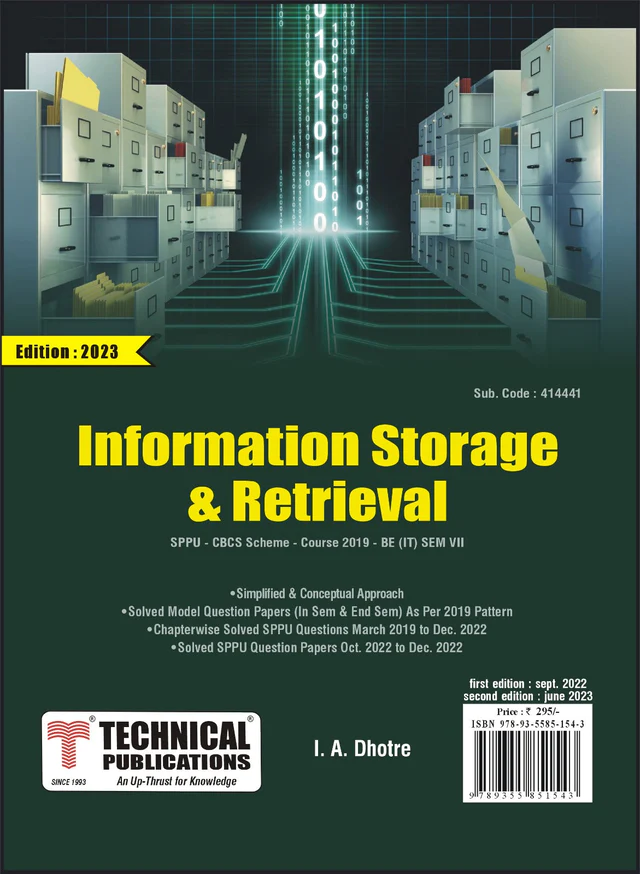 Edition : 2023
Sub. Code : 414441
Information Storage
& Retrieval
SPPU - CBCS Scheme - Course 2019 - BE (IT) SEM VII
•Simplified & Conceptual Approach
•Solved Model Question Papers (In Sem & End Sem) As Per 2019 Pattern
•Chapterwise Solved SPPU Questions March 2019 to Dec. 2022
•Solved SPPU Question Papers Oct. 2022 to Dec. 2022
first edition : sept. 2022
second edition : june 2023
Price : ₹ 295/-
ISBN 978-93-5585-154-3
9 789355 851543
I. A. Dhotre
TECHNICAL®
PUBLICATIONS
SINCE 1993 An Up-Thrust for Knowledge